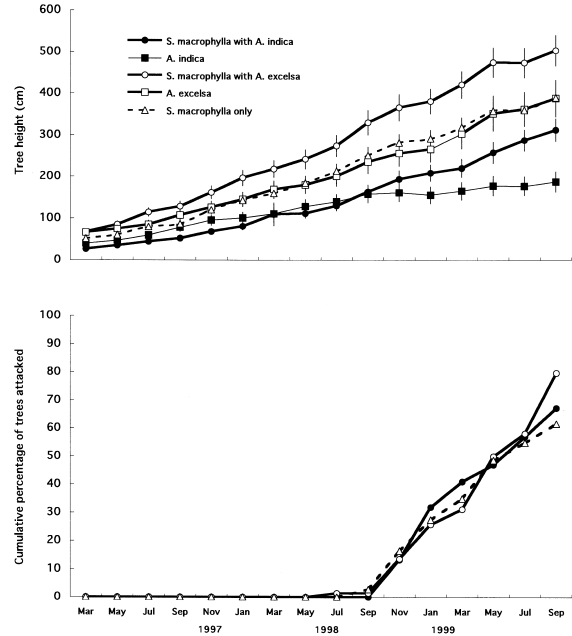 600
500
400
300
200
100
0
Tree height (cm)
S. macrophylla with A. indica
A. indica
S. macrophylla with A. excelsa
A. excelsa
S. macrophylla only
100
90
80
70
60
50
40
30
20
10
0
Cumulative percentage of trees attacked
Mar May Jul Sep Nov Jan Mar May Jul Sep Nov Jan Mar May Jul Sep
1997 1998 1999